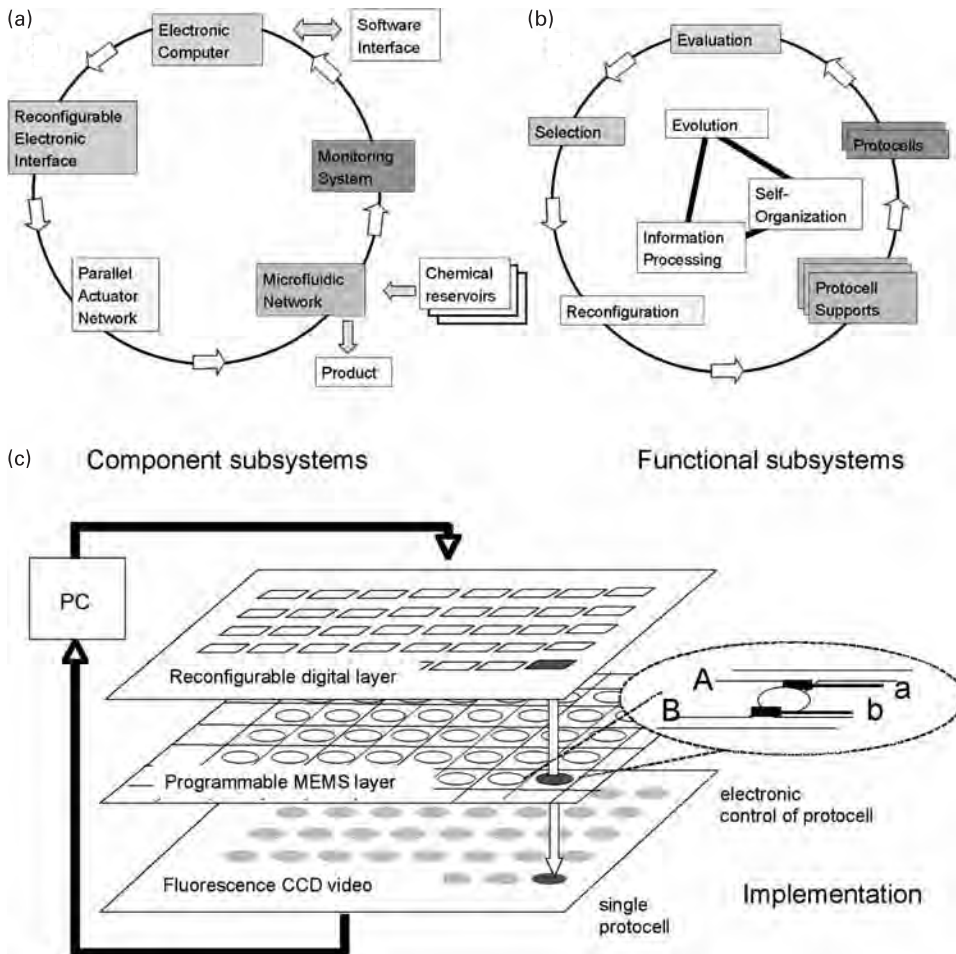 (a)
Electronic
Computer
Software
Interface
Reconfigurable
Electronic
Interface
Monitoring
System
Parallel
Actuator
Network
Microfluidic
Network
Chemical
reservoirs
Product
(b)
Evaluation
Selection
Evolution
Protocells
Self-
Organization
Information
Processing
Reconfiguration
Protocell
Supports
(c)
Component subsystems
Functional subsystems
PC
Reconfigurable digital layer
A
a
B
b
Programmable MEMS layer
electronic
control of protocell
Fluorescence CCD video
single
protocell
Implementation